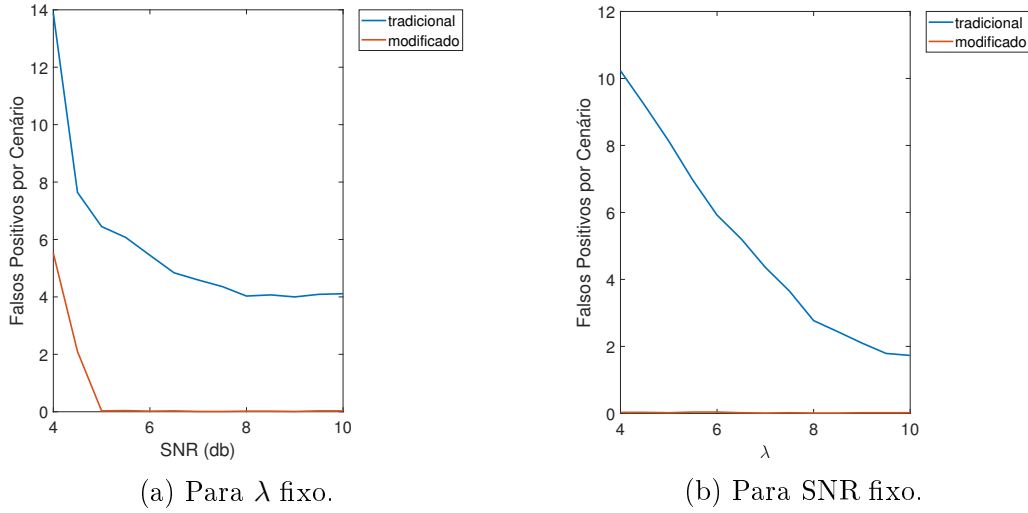 tradicional
modificado
Falsos Positivos por Cenário
14
12
10
8
6
4
2
0
4 6 8 10
SNR (db)
(a) Para λ fixo.
tradicional
modificado
Falsos Positivos por Cenário
12
10
8
6
4
2
0
4 6 8 10
λ
(b) Para SNR fixo.